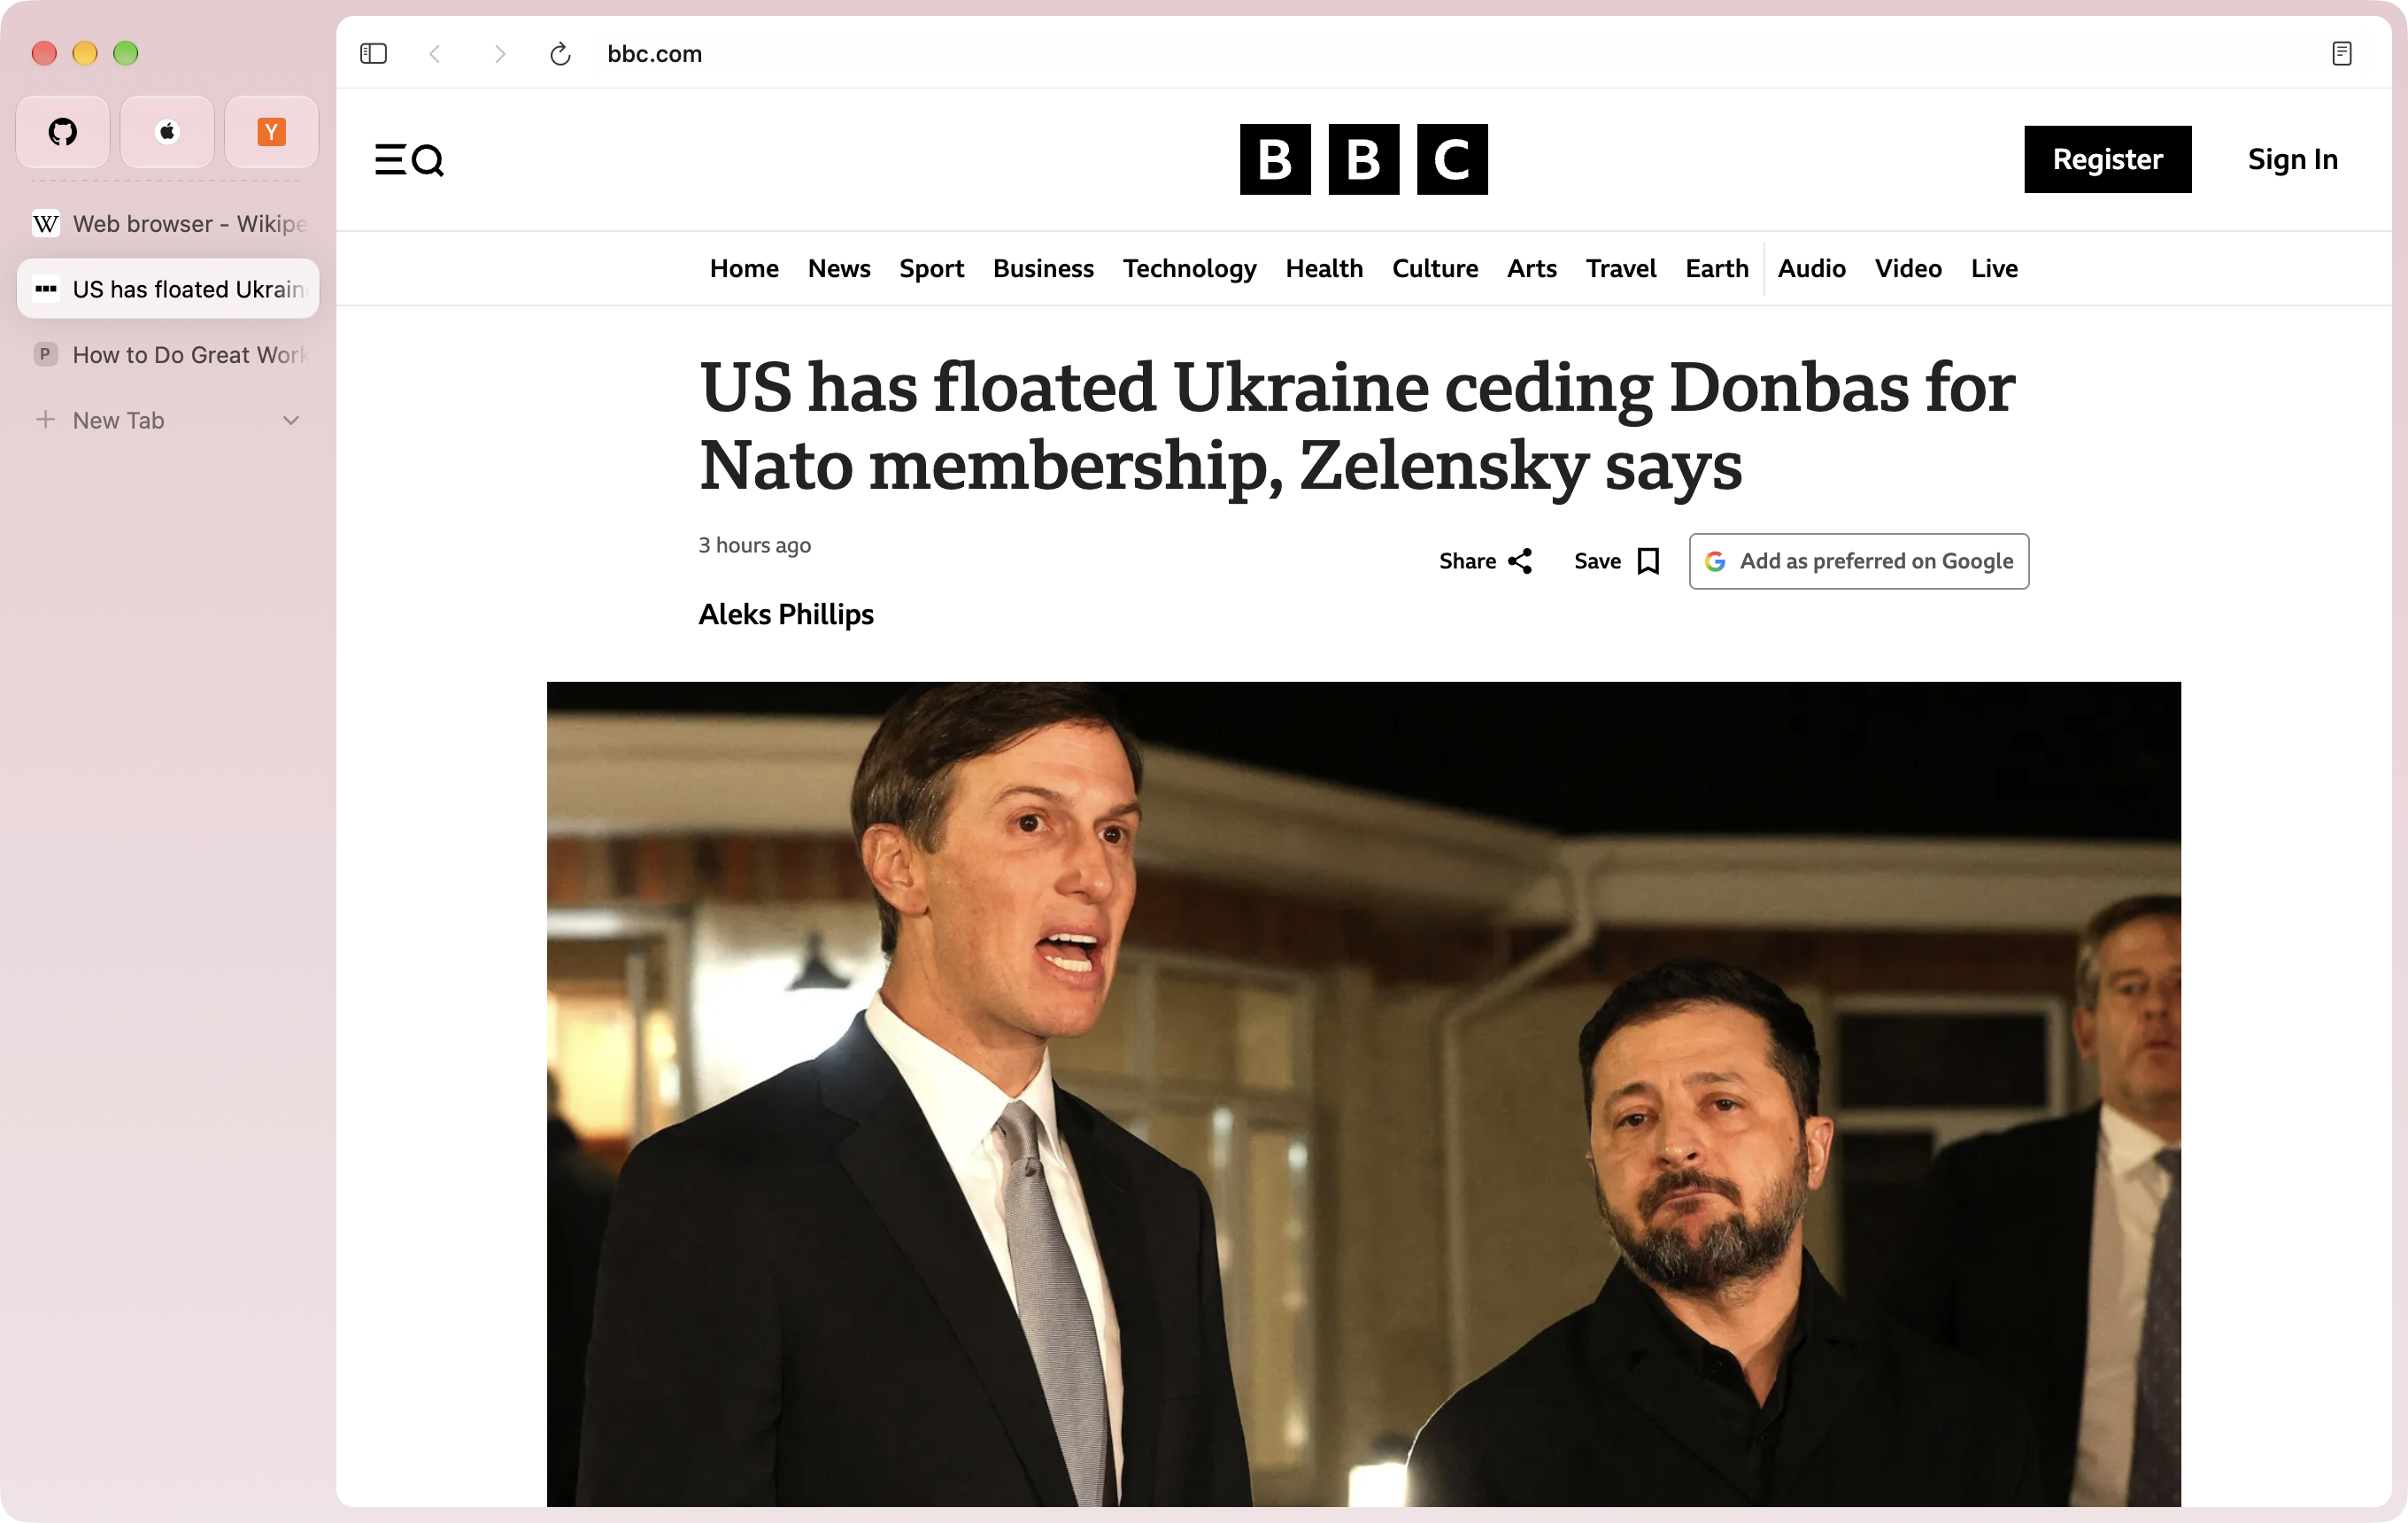 bbc.com
Y
W Web browser - Wikipe
US has floated Ukrain
P How to Do Great Work
New Tab
BBC
Register
Sign In
Home News Sport Business Technology Health Culture Arts Travel Earth Audio Video Live
US has floated Ukraine ceding Donbas for
Nato membership, Zelensky says
3 hours ago
Share
Save
G Add as preferred on Google
Aleks Phillips